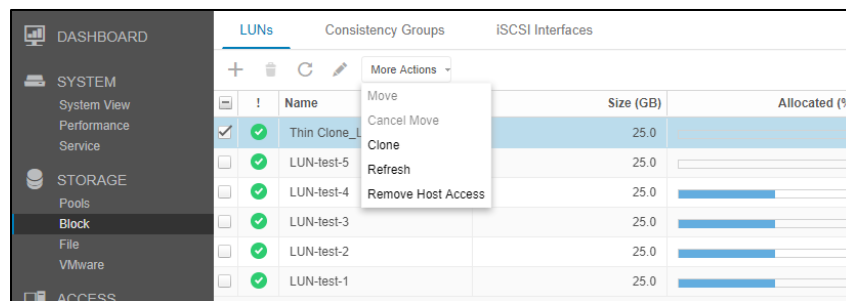 DASHBOARD
SYSTEM
System View
Performance
Service
STORAGE
Pools
Block
File
VMware
ACCESS
LUNs Consistency Groups iSCSI Interfaces
More Actions
Move
Cancel Move
Clone
Refresh
Remove Host Access
! Name Size (GB) Allocated (%
Thin Clone_L 25.0
LUN-test-5 25.0
LUN-test-4 25.0
LUN-test-3 25.0
LUN-test-2 25.0
LUN-test-1 25.0